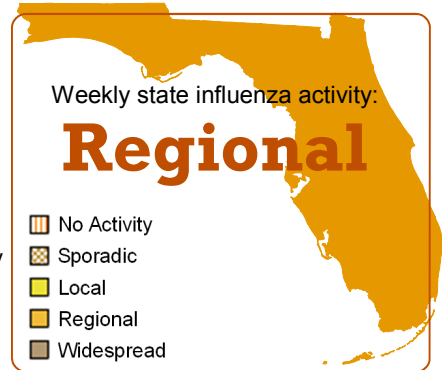 Weekly state influenza activity:
Regional
No Activity
Sporadic
Local
Regional
Widespread